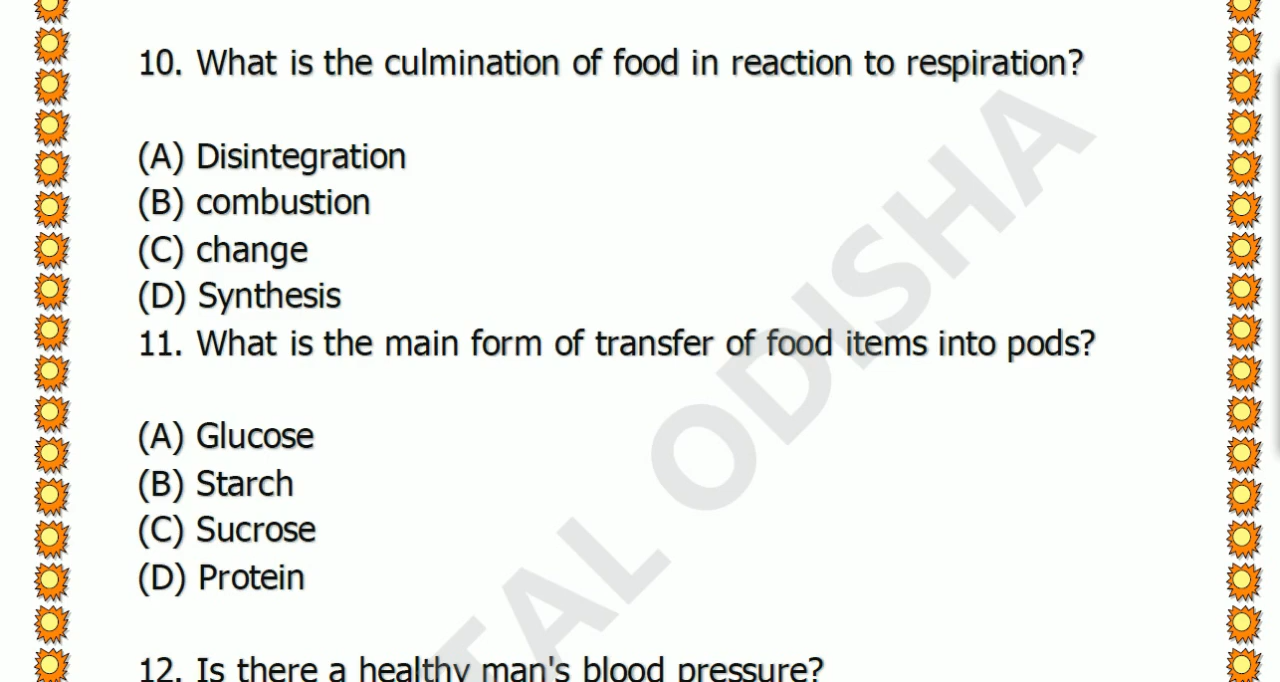 10. What is the culmination of food in reaction to respiration?
(A) Disintegration
(B) combustion
(C) change
(D) Synthesis
11. What is the main form of transfer of food items into pods?
(A) Glucose
(B) Starch
(C) Sucrose
(D) Protein
12. Is there a healthy man's blood pressure?
TAL ODISHA